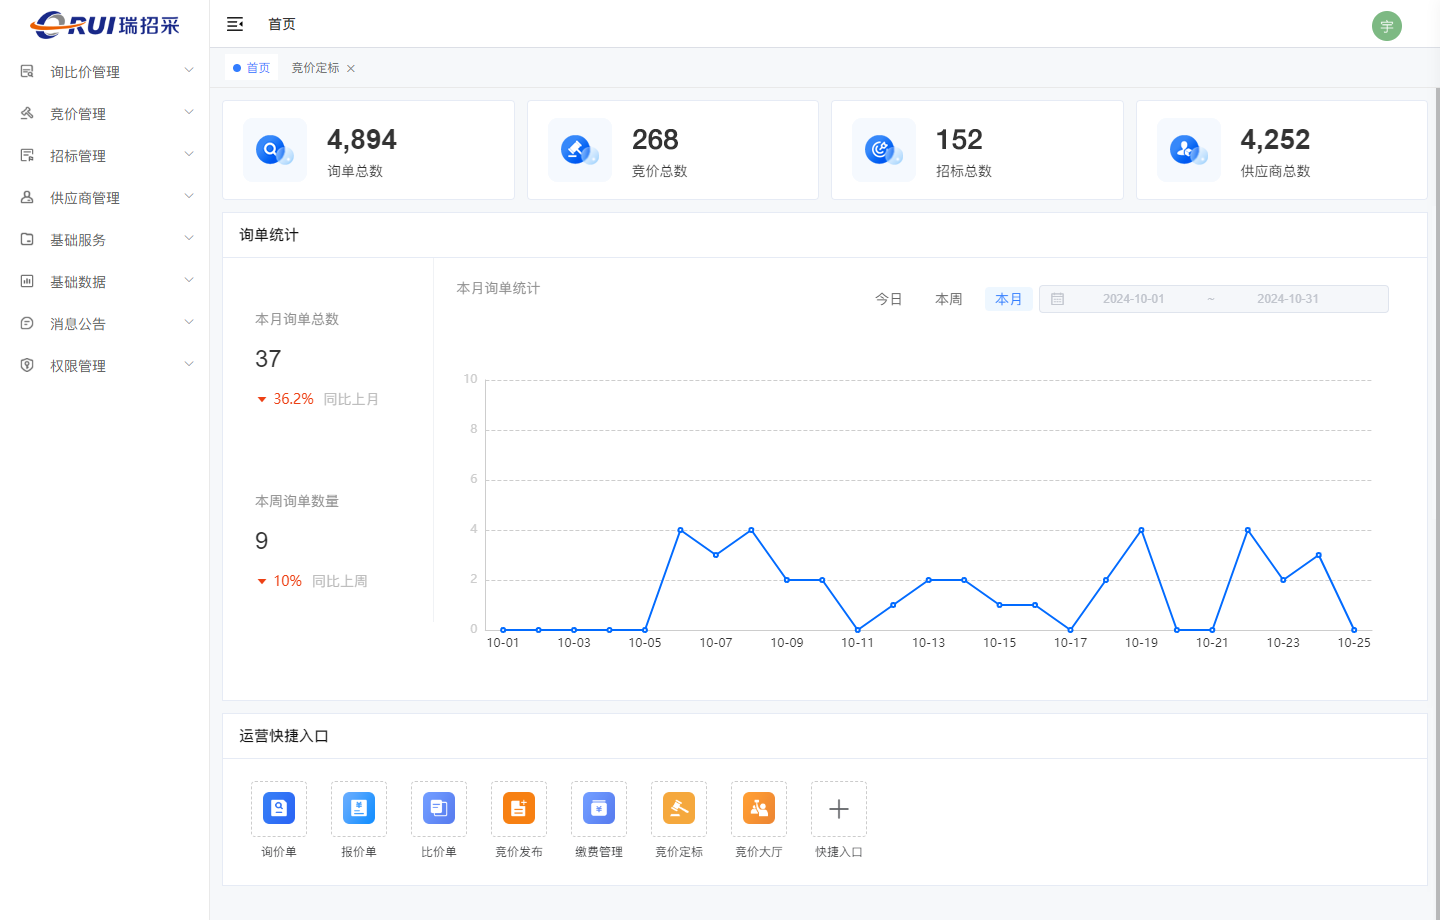 RUI瑞招采
首页
宇
询比价管理
竞价管理
招标管理
供应商管理
基础服务
基础数据
消息公告
权限管理
首页 竞价定标
4,894
询单总数
268
竞价总数
152
招标总数
4,252
供应商总数
询单统计
本月询单总数
37
36.2% 同比上月
本周询单数量
9
10% 同比上周
本月询单统计
今日 本周 本月 2024-10-01 ~ 2024-10-31
10
8
6
4
2
0
10-01 10-03 10-05 10-07 10-09 10-11 10-13 10-15 10-17 10-19 10-21 10-23 10-25
运营快捷入口
询价单 报价单 比价单 竞价发布 缴费管理 竞价定标 竞价大厅 快捷入口